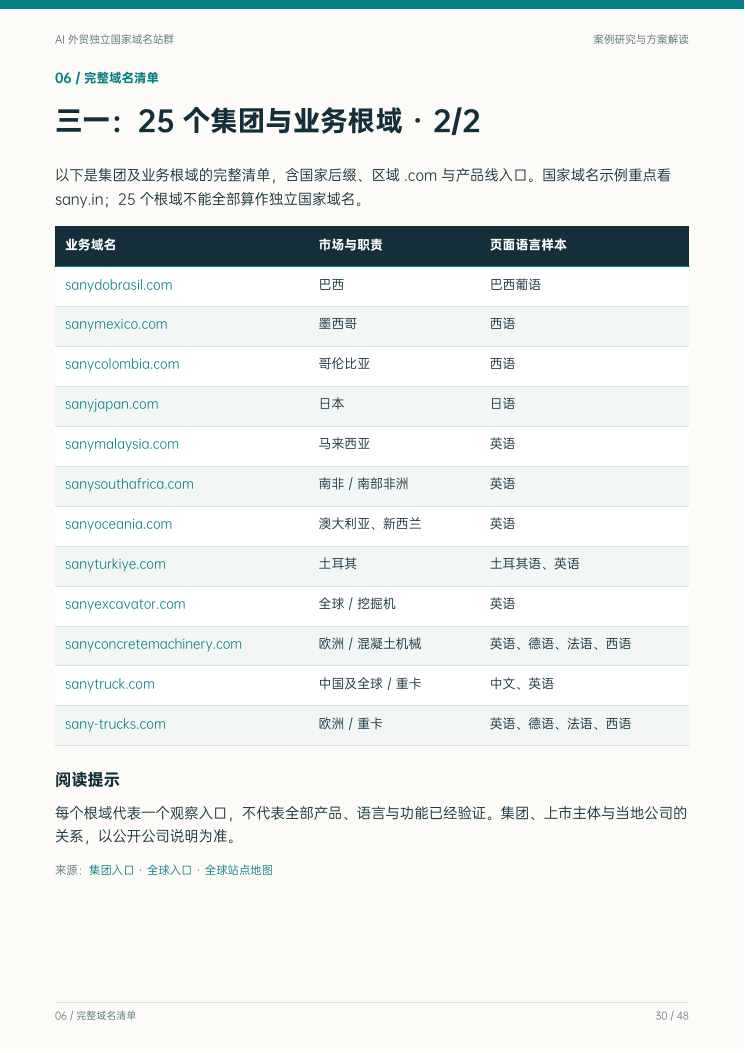 AI 外贸独立国家域名站群
案例研究与方案解读
06 / 完整域名清单
三一：25 个集团与业务根域 · 2/2
以下是集团及业务根域的完整清单，含国家后缀、区域 .com 与产品线入口。国家域名示例重点看
sany.in；25 个根域不能全部算作独立国家域名。
业务域名 市场与职责 页面语言样本
sanydobrasil.com 巴西 巴西葡语
sanymexico.com 墨西哥 西语
sanycolombia.com 哥伦比亚 西语
sanyjapan.com 日本 日语
sanymalaysia.com 马来西亚 英语
sanysouthafrica.com 南非 / 南部非洲 英语
sanyoceania.com 澳大利亚、新西兰 英语
sanyturkiye.com 土耳其 土耳其语、英语
sanyexcavator.com 全球 / 挖掘机 英语
sanyconcretemachinery.com 欧洲 / 混凝土机械 英语、德语、法语、西语
sanytruck.com 中国及全球 / 重卡 中文、英语
sany-trucks.com 欧洲 / 重卡 英语、德语、法语、西语
阅读提示
每个根域代表一个观察入口，不代表全部产品、语言与功能已经验证。集团、上市主体与当地公司的
关系，以公开公司说明为准。
来源：集团入口 · 全球入口 · 全球站点地图
06 / 完整域名清单
30 / 48